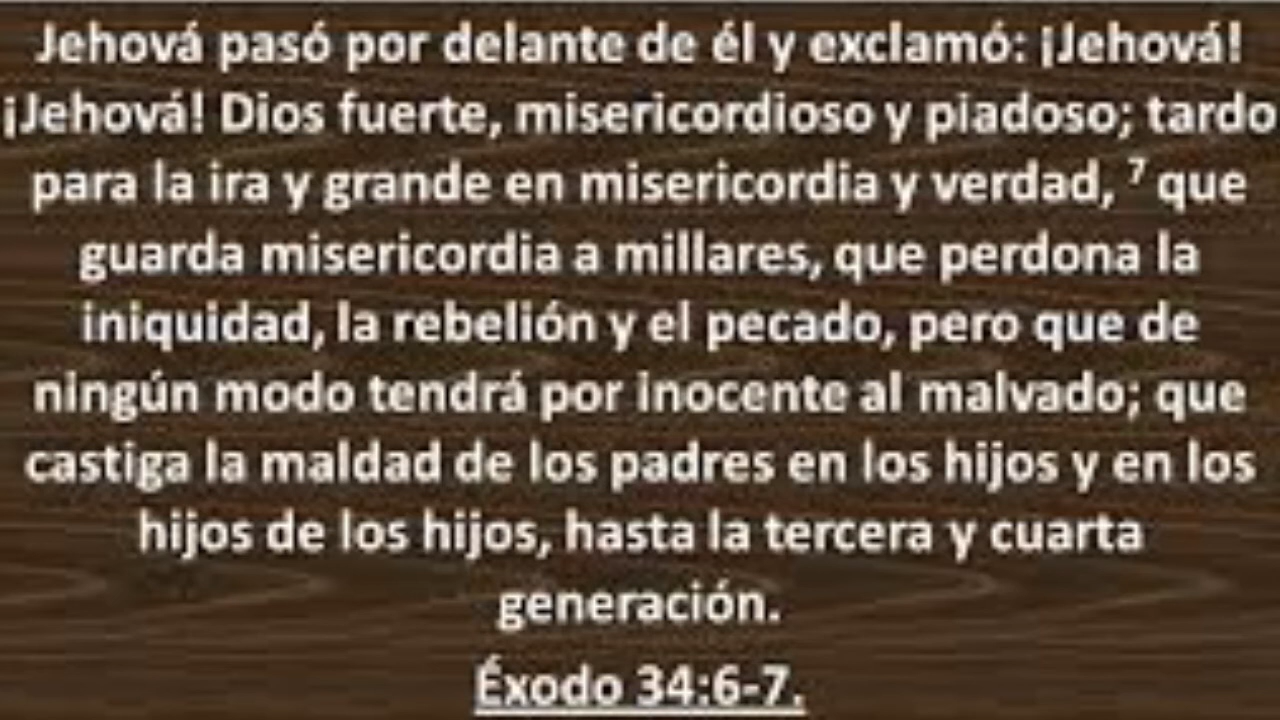 Jehová pasó por delante de él y exclamó: ¡Jehová!
¡Jehová! Dios fuerte, misericordioso y piadoso; tardo
para la ira y grande en misericordia y verdad, ⁷ que
guarda misericordia a millares, que perdona la
iniquidad, la rebelión y el pecado, pero que de
ningún modo tendrá por inocente al malvado; que
castiga la maldad de los padres en los hijos y en los
hijos de los hijos, hasta la tercera y cuarta
generación.
Éxodo 34:6-7.